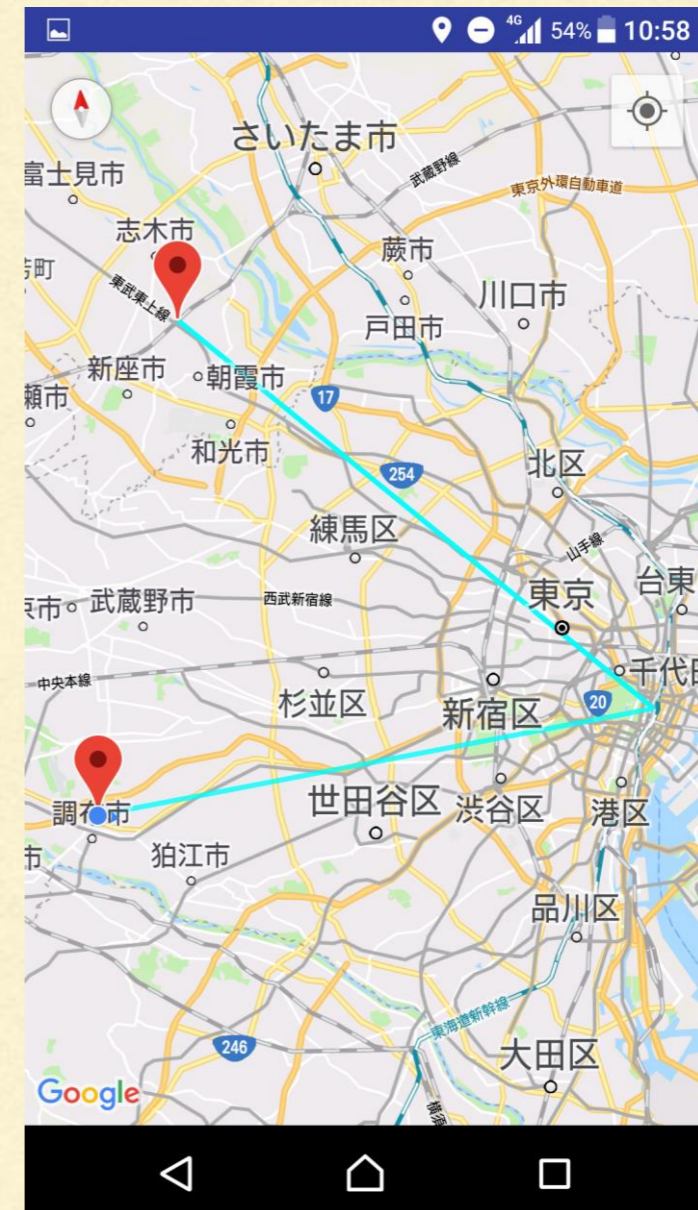 4G 54% 10:58
さいたま市
武蔵野線
富士見市
東京外環自動車道
志木市
蕨市
町
東武東上線
川口市
戸田市
新座市
朝霞市
17
和光市
254
北区
練馬区
山手線
東京
台東
武蔵野市
西武新宿線
千代田
中央本線
杉並区
新宿区
20
調布市
世田谷区
渋谷区
港区
市
狛江市
品川区
東海道新幹線
246
大田区
Google